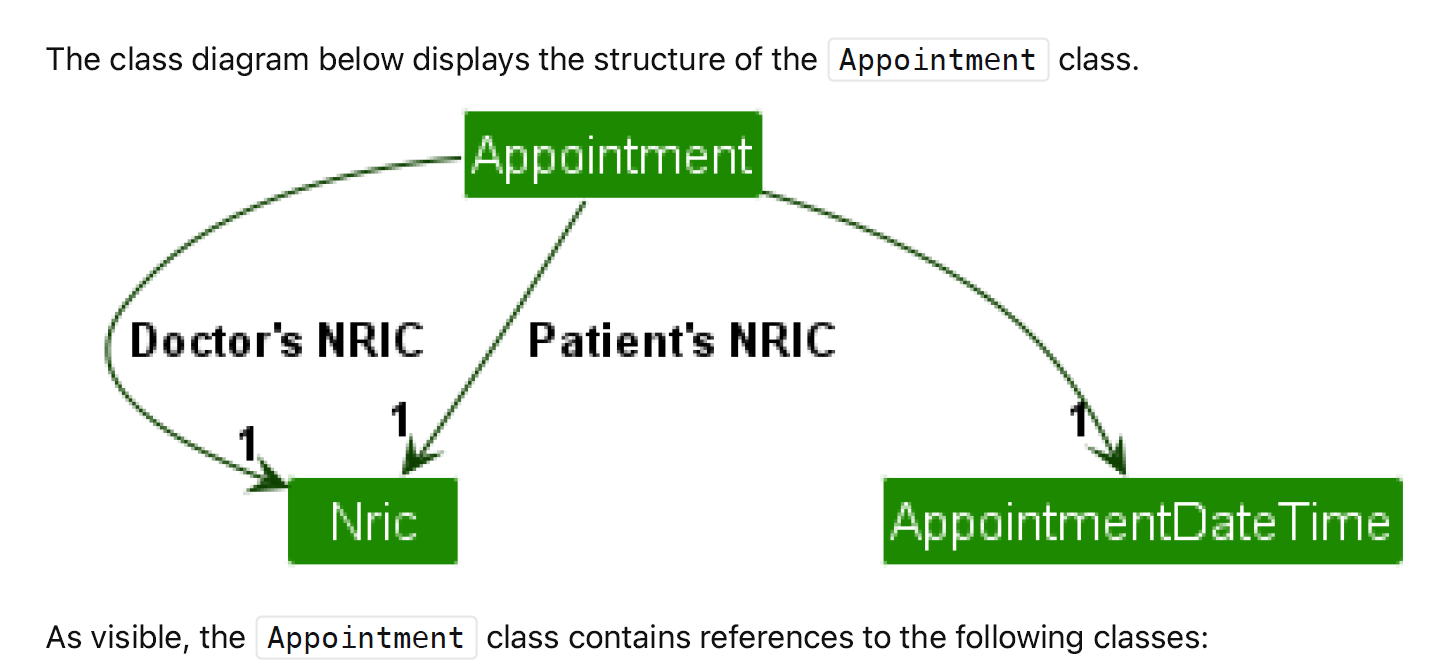 The class diagram below displays the structure of the Appointment class.
Appointment
Doctor's NRIC
Patient's NRIC
1
1
1
Nric
AppointmentDateTime
As visible, the Appointment class contains references to the following classes: